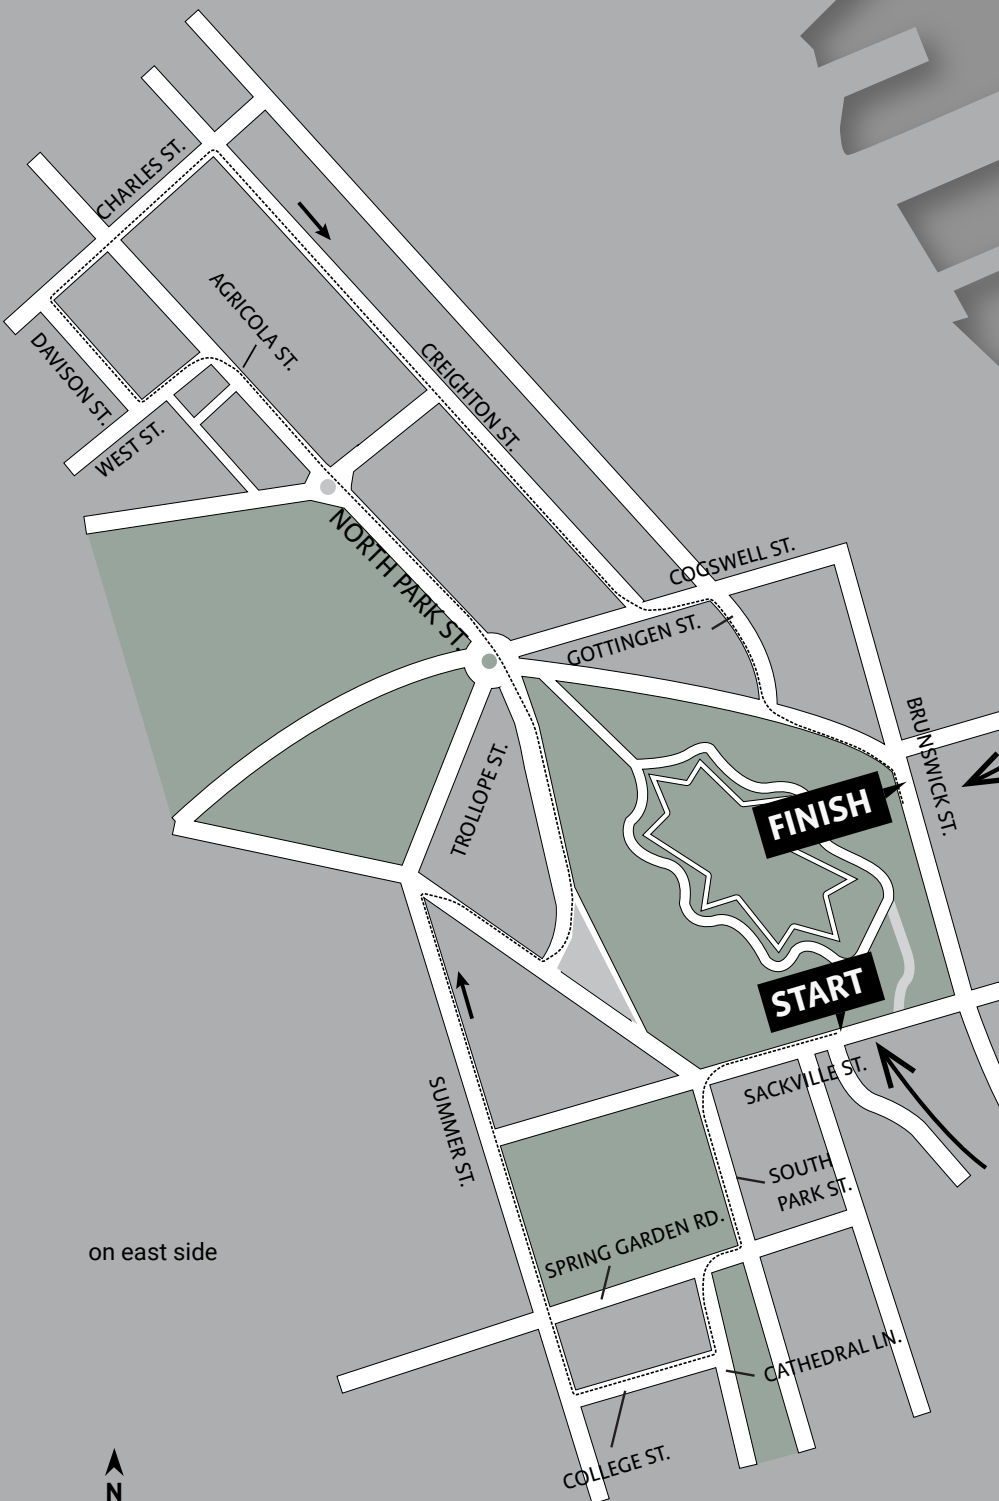 CHARLES ST.
AGRICOLA ST.
DAVISON ST.
CREIGHTON ST.
WEST ST.
NORTH PARK ST.
COGSWELL ST.
GOTTINGEN ST.
BRUNSWICK ST.
TROLLOPE ST.
FINISH
START
SACKVILLE ST.
SUMMER ST.
SOUTH
PARK ST.
SPRING GARDEN RD.
on east side
CATHEDRAL LN.
COLLEGE ST.
N